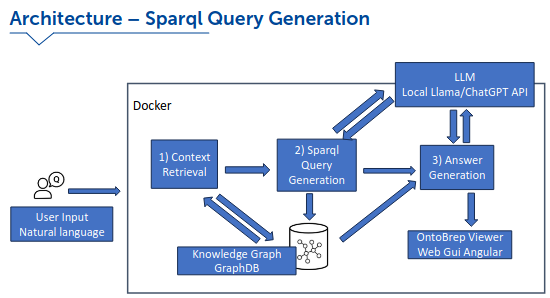 Architecture – Sparql Query Generation
LLM
Local Llama/ChatGPT API
Docker
1) Context
Retrieval
2) Sparql
Query
Generation
3) Answer
Generation
Q
User Input
Natural language
Knowledge Graph
GraphDB
OntoBrep Viewer
Web Gui Angular